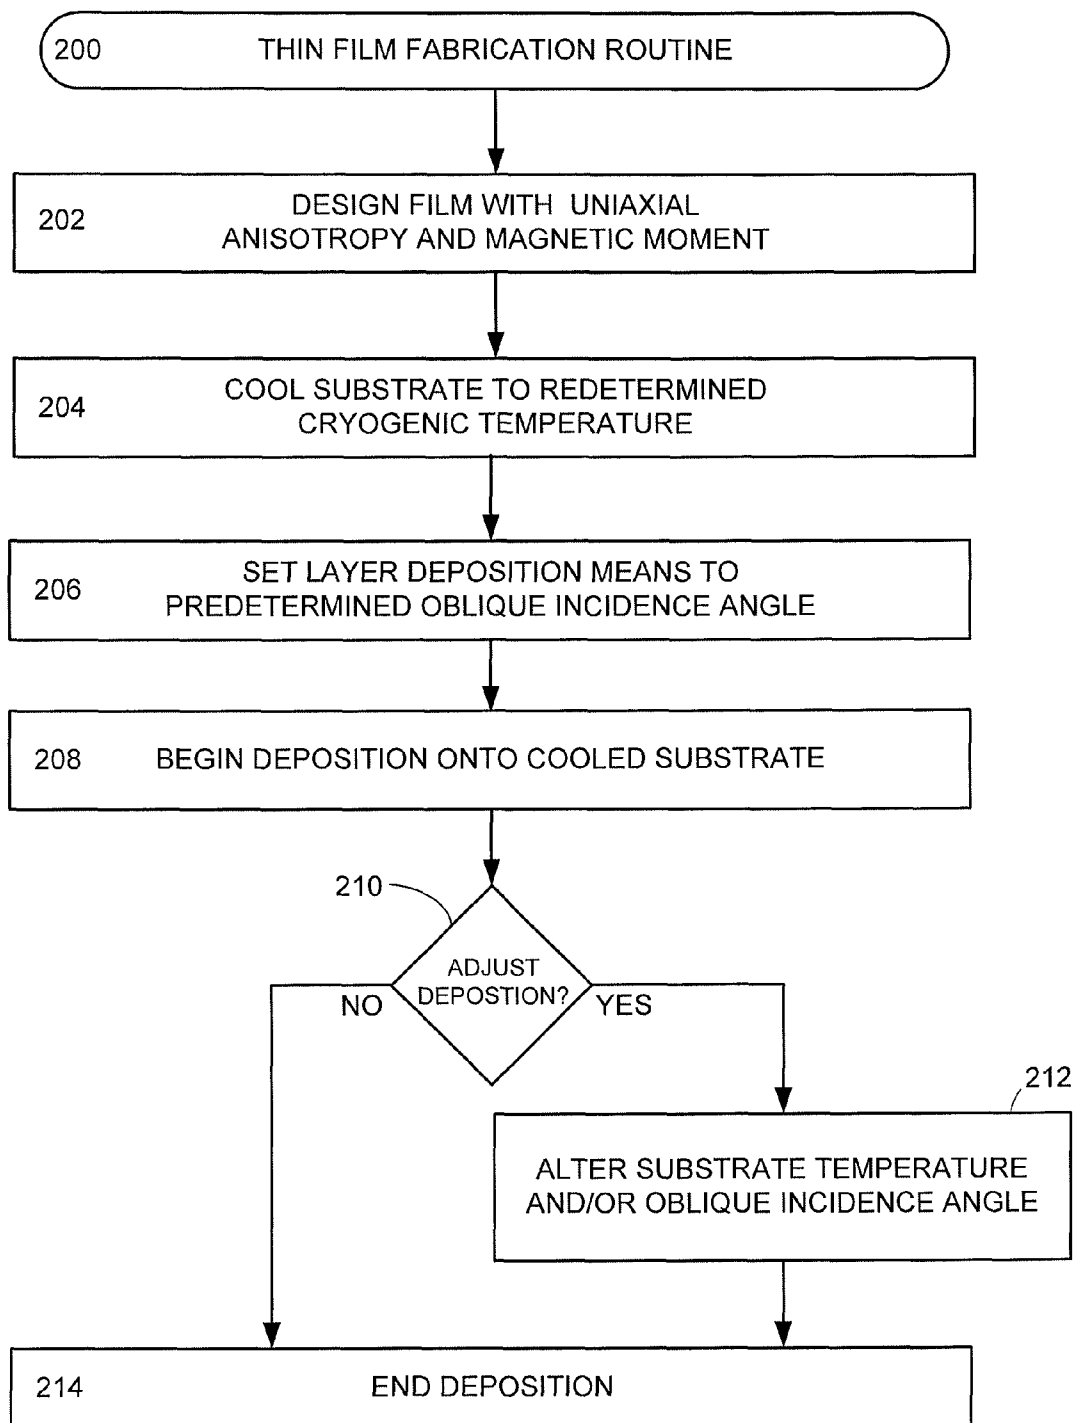 200 THIN FILM FABRICATION ROUTINE
202
DESIGN FILM WITH UNIAXIAL
ANISOTROPY AND MAGNETIC MOMENT
204
COOL SUBSTRATE TO REDETERMINED
CRYOGENIC TEMPERATURE
206
SET LAYER DEPOSITION MEANS TO
PREDETERMINED OBLIQUE INCIDENCE ANGLE
208 BEGIN DEPOSITION ONTO COOLED SUBSTRATE
210
ADJUST
DEPOSTION?
NO
YES
212
ALTER SUBSTRATE TEMPERATURE
AND/OR OBLIQUE INCIDENCE ANGLE
214 END DEPOSITION